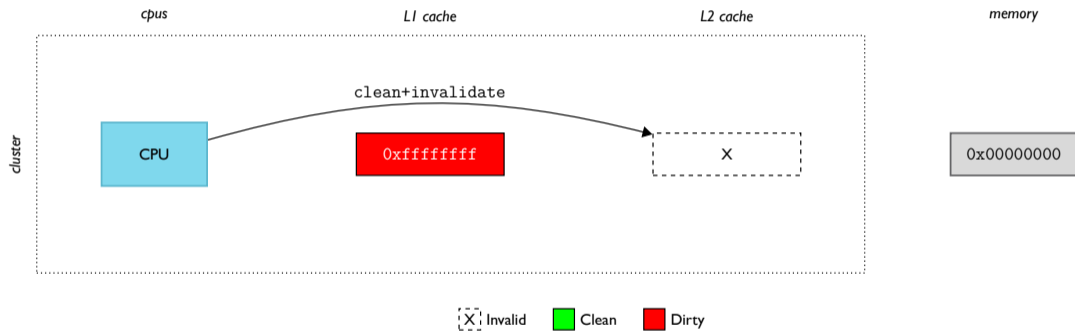 cpus L1 cache L2 cache memory
clean+invalidate
cluster
CPU 0xffffffff X 0x00000000
X Invalid Clean Dirty